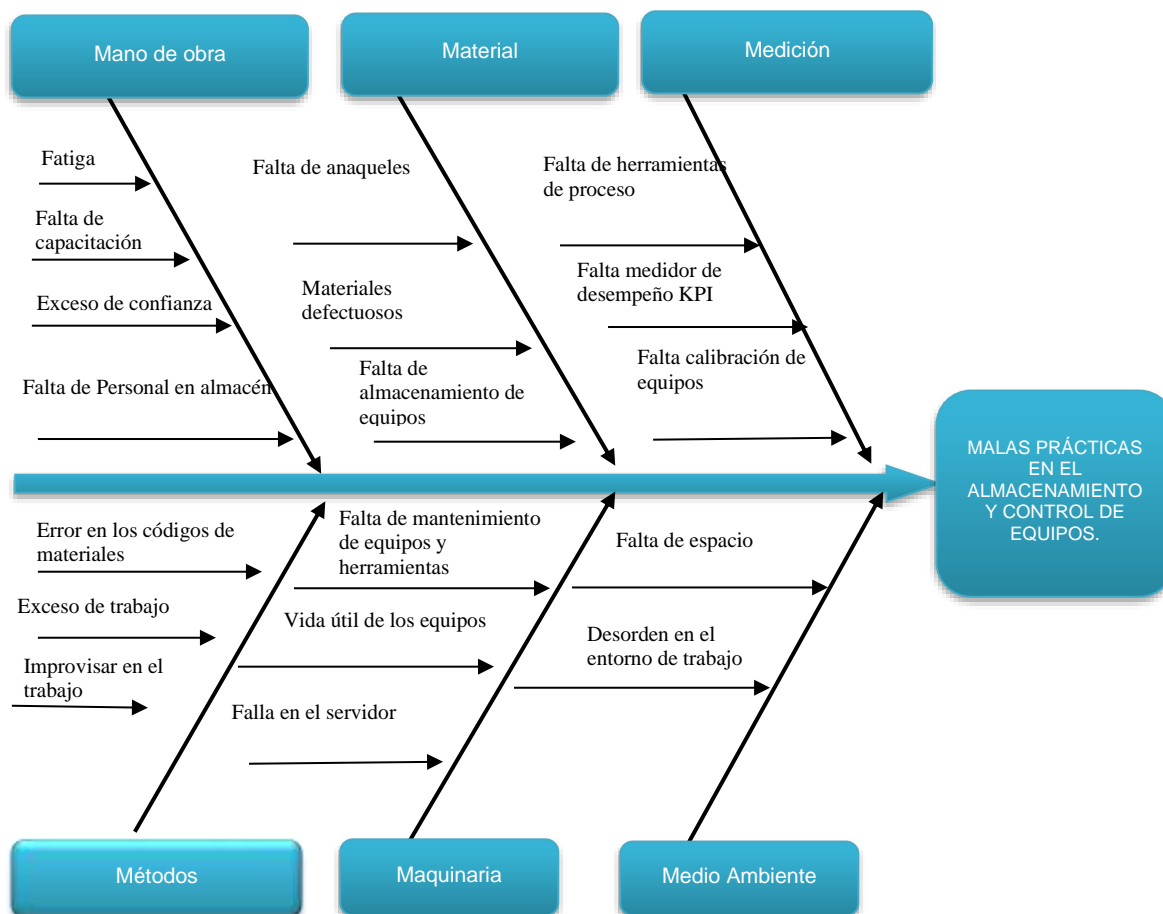 Mano de obra
Material
Medición
Fatiga
Falta de
capacitación
Exceso de confianza
Falta de Personal en almacén
Falta de anaqueles
Materiales
defectuosos
Falta de
almacenamiento de
equipos
Falta de herramientas
de proceso
Falta medidor de
desempeño KPI
Falta calibración de
equipos
MALAS PRÁCTICAS
EN EL
ALMACENAMIENTO
Y CONTROL DE
EQUIPOS.
Error en los códigos de
materiales
Exceso de trabajo
Improvisar en el
trabajo
Falta de mantenimiento
de equipos y
herramientas
Vida útil de los equipos
Falla en el servidor
Falta de espacio
Desorden en el
entorno de trabajo
Métodos
Maquinaria
Medio Ambiente